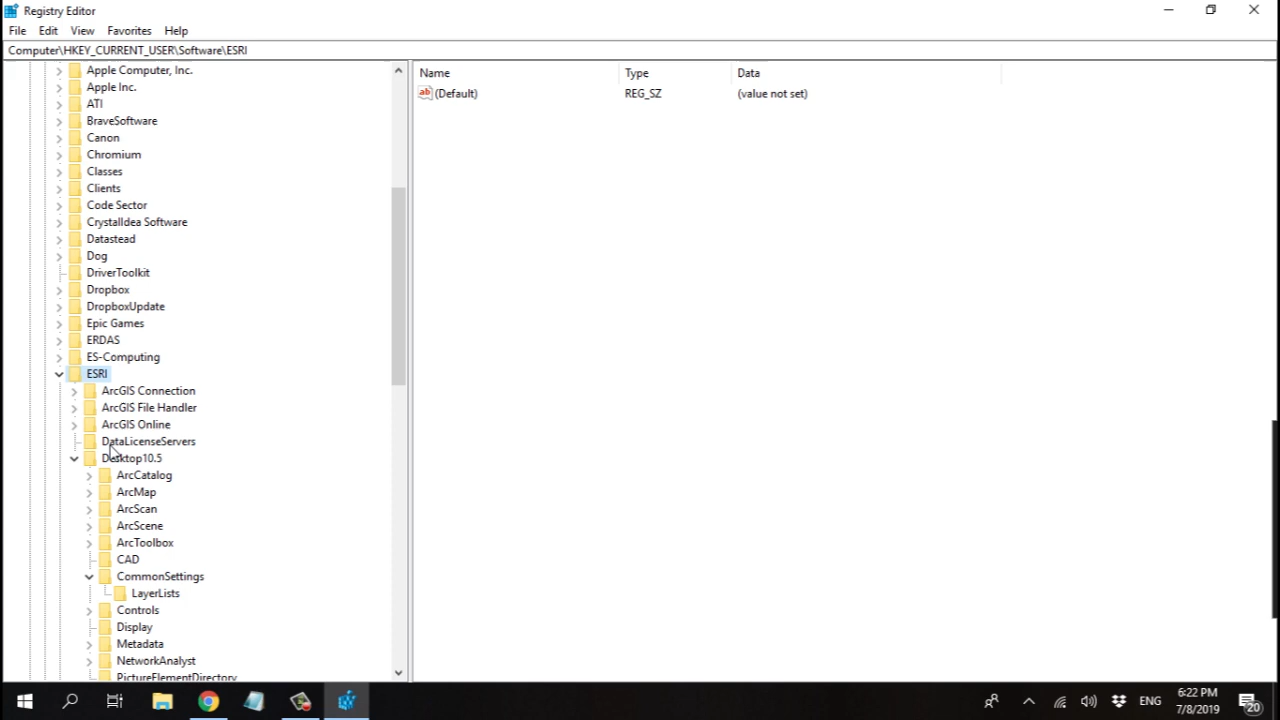 Registry Editor
File Edit View Favorites Help
Computer\HKEY_CURRENT_USER\Software\ESRI
Apple Computer, Inc.
Apple Inc.
ATI
BraveSoftware
Canon
Chromium
Classes
Clients
Code Sector
CrystalIdea Software
Datastead
Dog
DriverToolkit
Dropbox
DropboxUpdate
Epic Games
ERDAS
ES-Computing
ESRI
ArcGIS Connection
ArcGIS File Handler
ArcGIS Online
DataLicenseServers
Desktop10.5
ArcCatalog
ArcMap
ArcScan
ArcScene
ArcToolbox
CAD
CommonSettings
LayerLists
Controls
Display
Metadata
NetworkAnalyst
PictureElementDirectory
Name Type Data
ab (Default) REG_SZ (value not set)
ENG
6:22 PM
7/8/2019
20